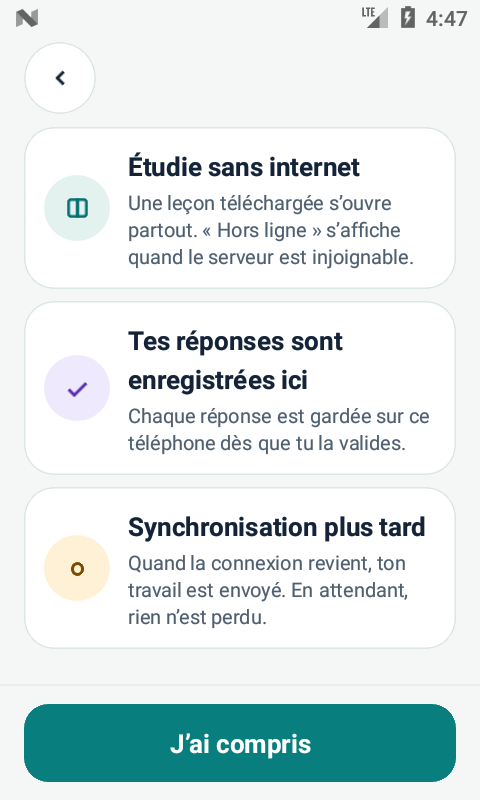 LTE 4:47
Étudie sans internet
Une leçon téléchargée s’ouvre
partout. « Hors ligne » s’affiche
quand le serveur est injoignable.
Tes réponses sont
enregistrées ici
Chaque réponse est gardée sur ce
téléphone dès que tu la valides.
Synchronisation plus tard
Quand la connexion revient, ton
travail est envoyé. En attendant,
rien n’est perdu.
J’ai compris